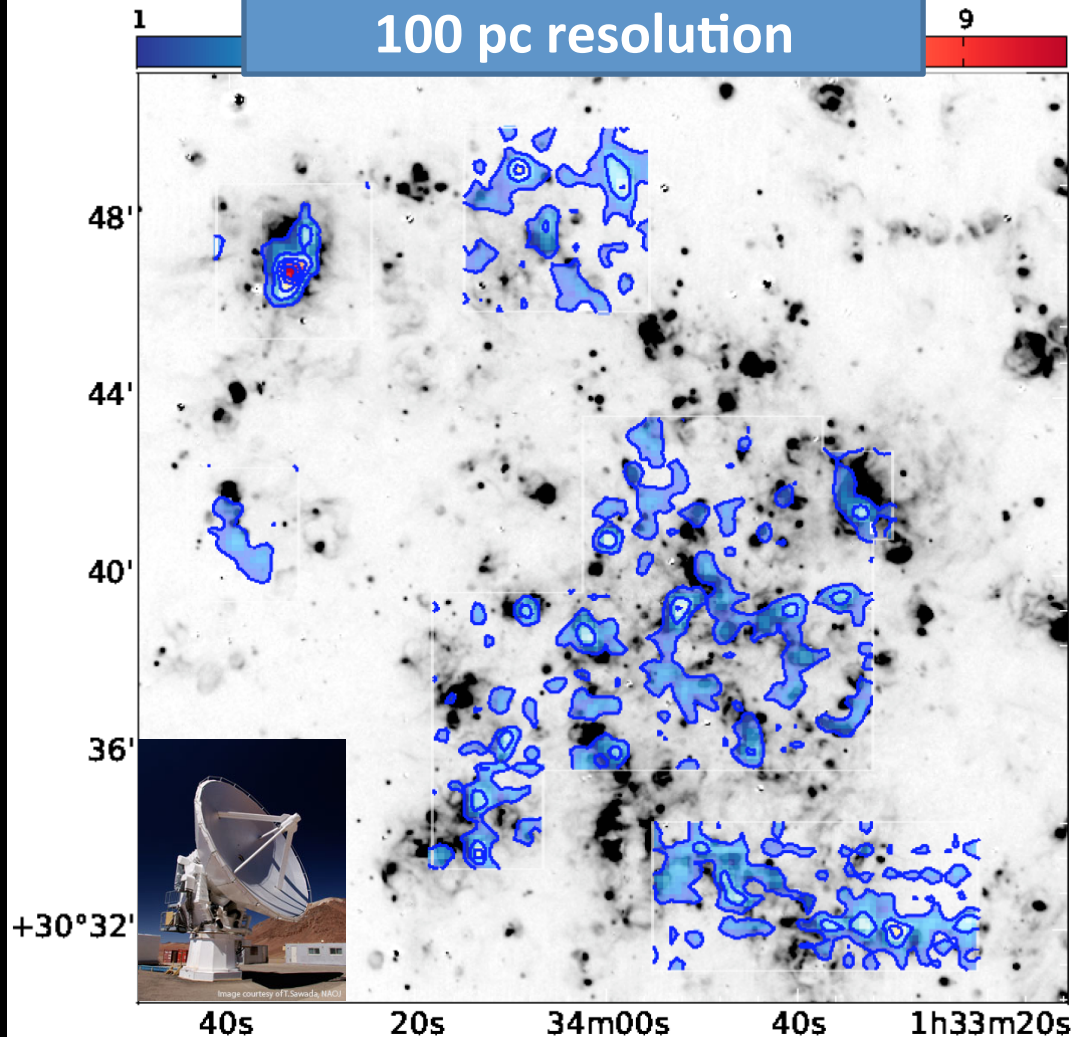 1
9
100 pc resolution
48'
44'
40'
36'
+30°32'
Image courtesy of T.Sawada, NAOJ
40s
20s
34m00s
40s
1h33m20s